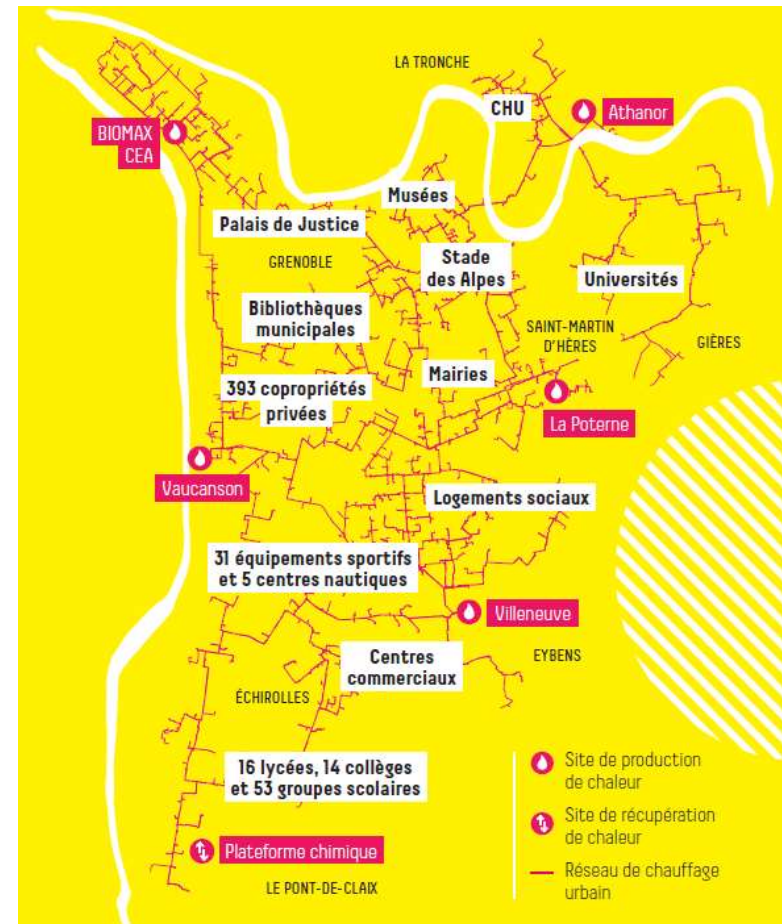 LA TRONCHE
CHU
Athanor
BIOMAX
CEA
Musées
Palais de Justice
GRENOBLE
Stade
des Alpes
Universités
Bibliothèques
municipales
SAINT-MARTIN
D'HÈRES
GIÈRES
Mairies
393 copropriétés
privées
La Poterne
Vaucanson
Logements sociaux
31 équipements sportifs
et 5 centres nautiques
Villeneuve
Centres
commerciaux
EYBENS
ÉCHIROLLES
16 lycées, 14 collèges
et 53 groupes scolaires
Plateforme chimique
LE PONT-DE-CLAIX
Site de production
de chaleur
Site de récupération
de chaleur
Réseau de chauffage
urbain